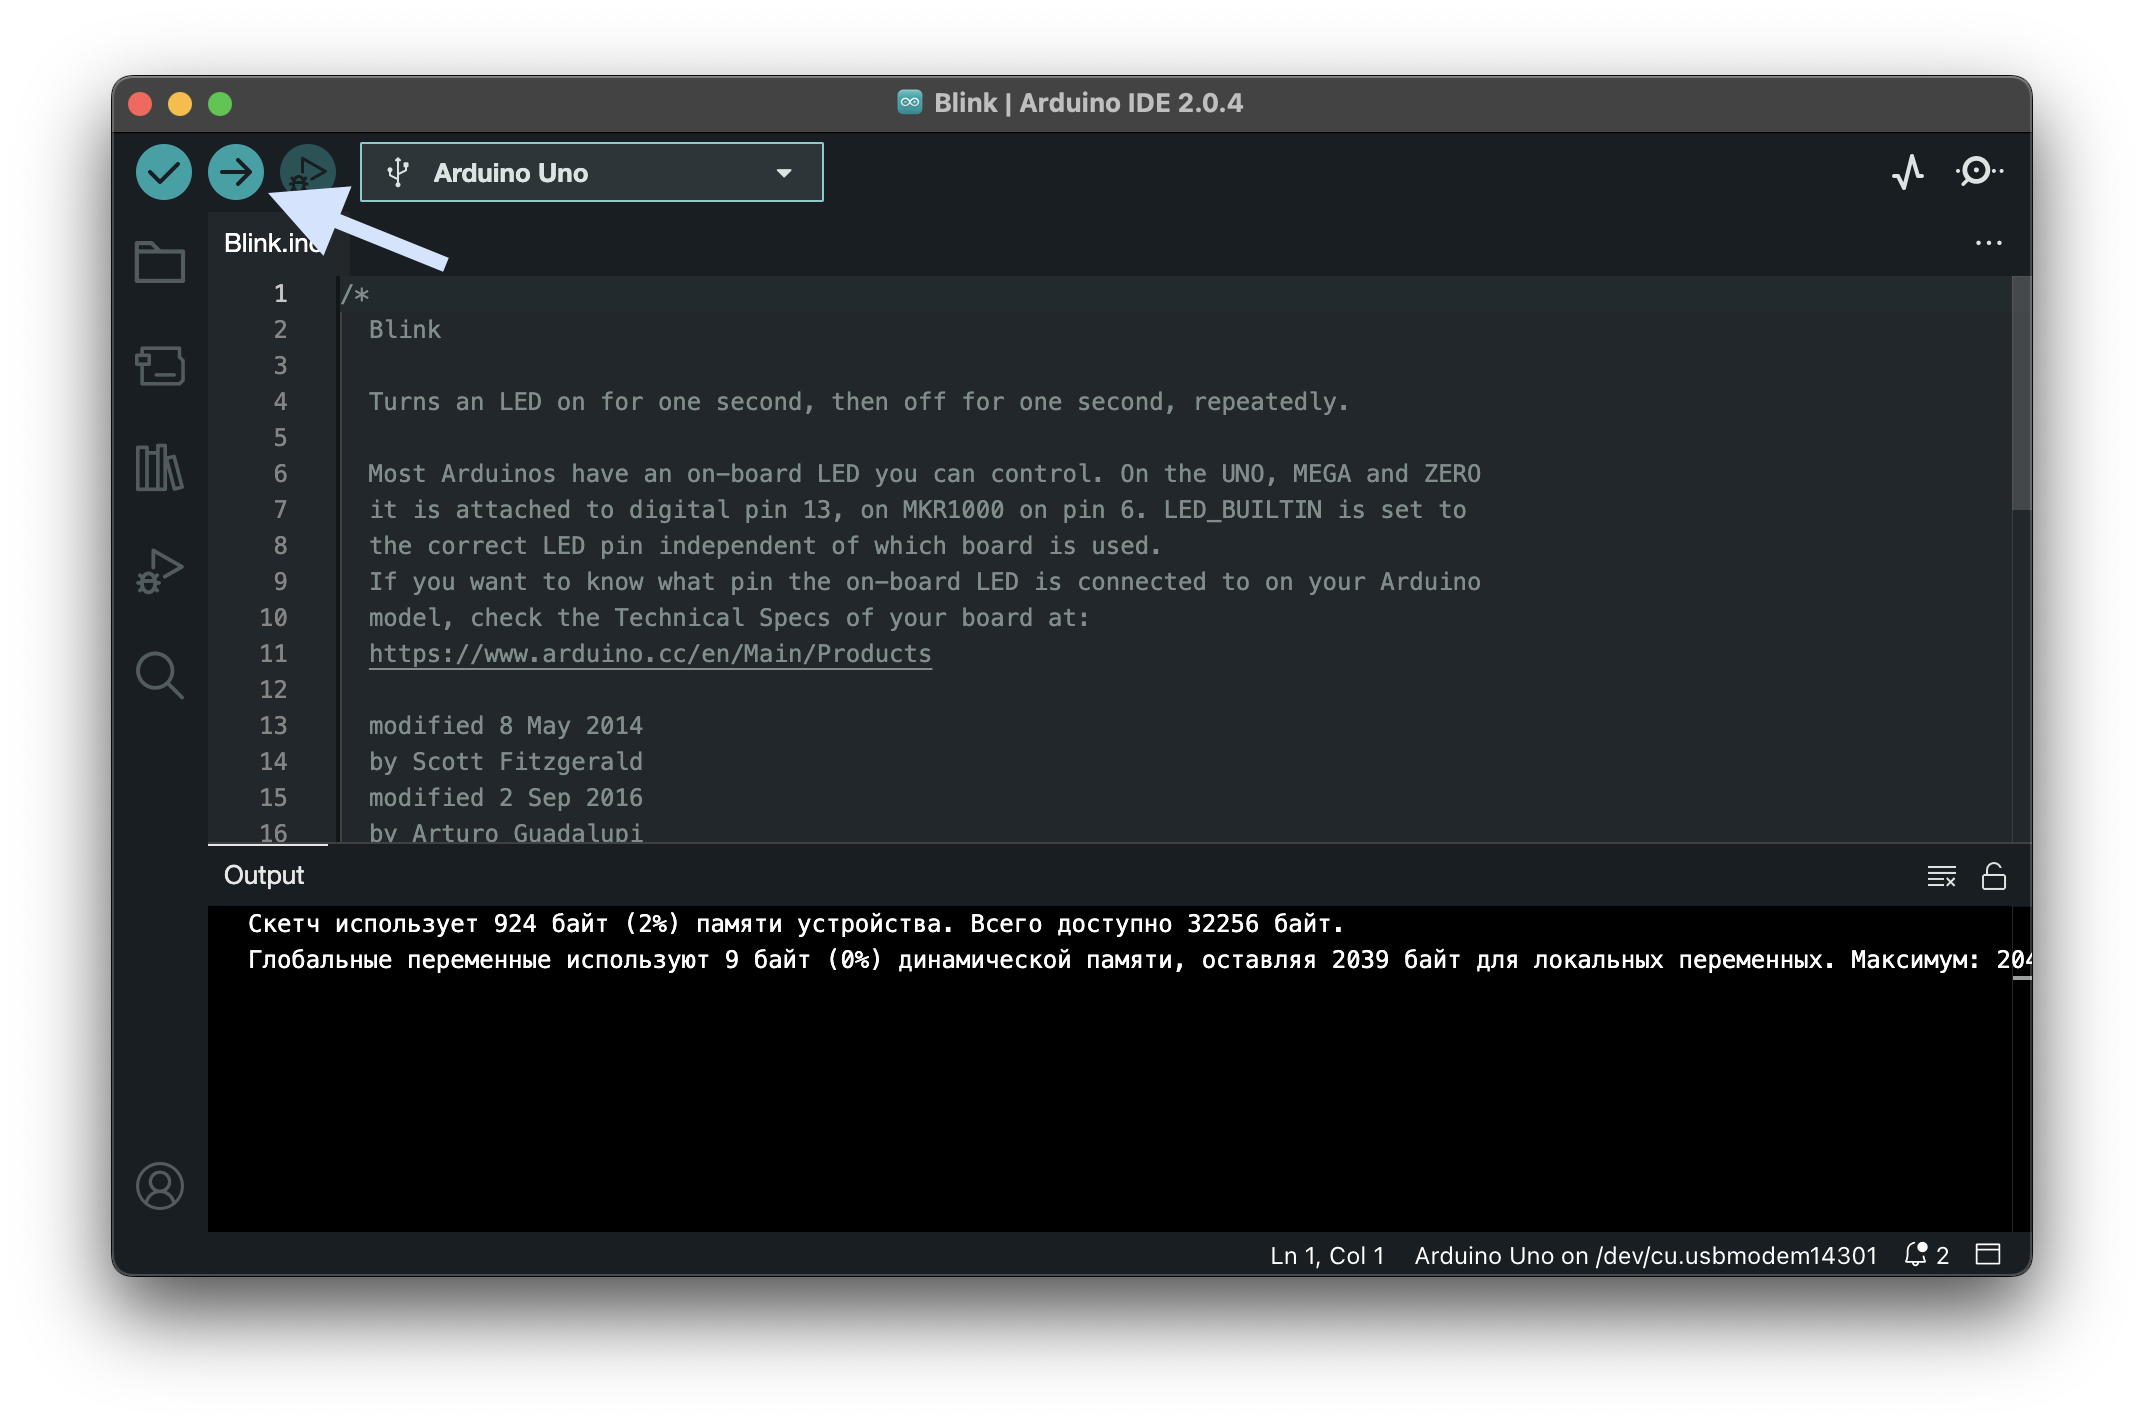 Blink | Arduino IDE 2.0.4
Arduino Uno
Blink.ino
1 /*
2 Blink
3
4 Turns an LED on for one second, then off for one second, repeatedly.
5
6 Most Arduinos have an on-board LED you can control. On the UNO, MEGA and ZERO
7 it is attached to digital pin 13, on MKR1000 on pin 6. LED_BUILTIN is set to
8 the correct LED pin independent of which board is used.
9 If you want to know what pin the on-board LED is connected to on your Arduino
10 model, check the Technical Specs of your board at:
11 https://www.arduino.cc/en/Main/Products
12
13 modified 8 May 2014
14 by Scott Fitzgerald
15 modified 2 Sep 2016
16 by Arturo Guadalupi
Output
Скетч использует 924 байт (2%) памяти устройства. Всего доступно 32256 байт.
Глобальные переменные используют 9 байт (0%) динамической памяти, оставляя 2039 байт для локальных переменных. Максимум: 204
Ln 1, Col 1 Arduino Uno on /dev/cu.usbmodem14301 2